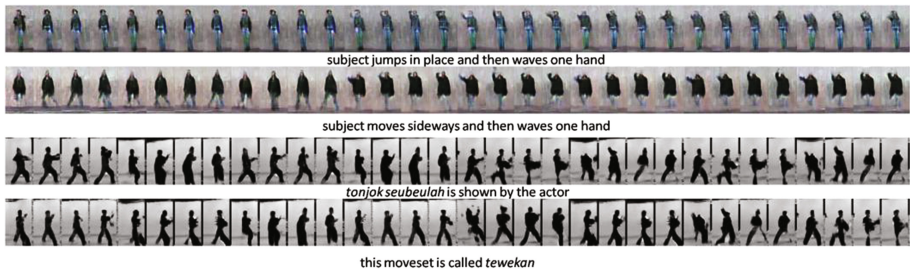 subject jumps in place and then waves one hand
subject moves sideways and then waves one hand
tonjok seubeulah is shown by the actor
this moveset is called tewekan